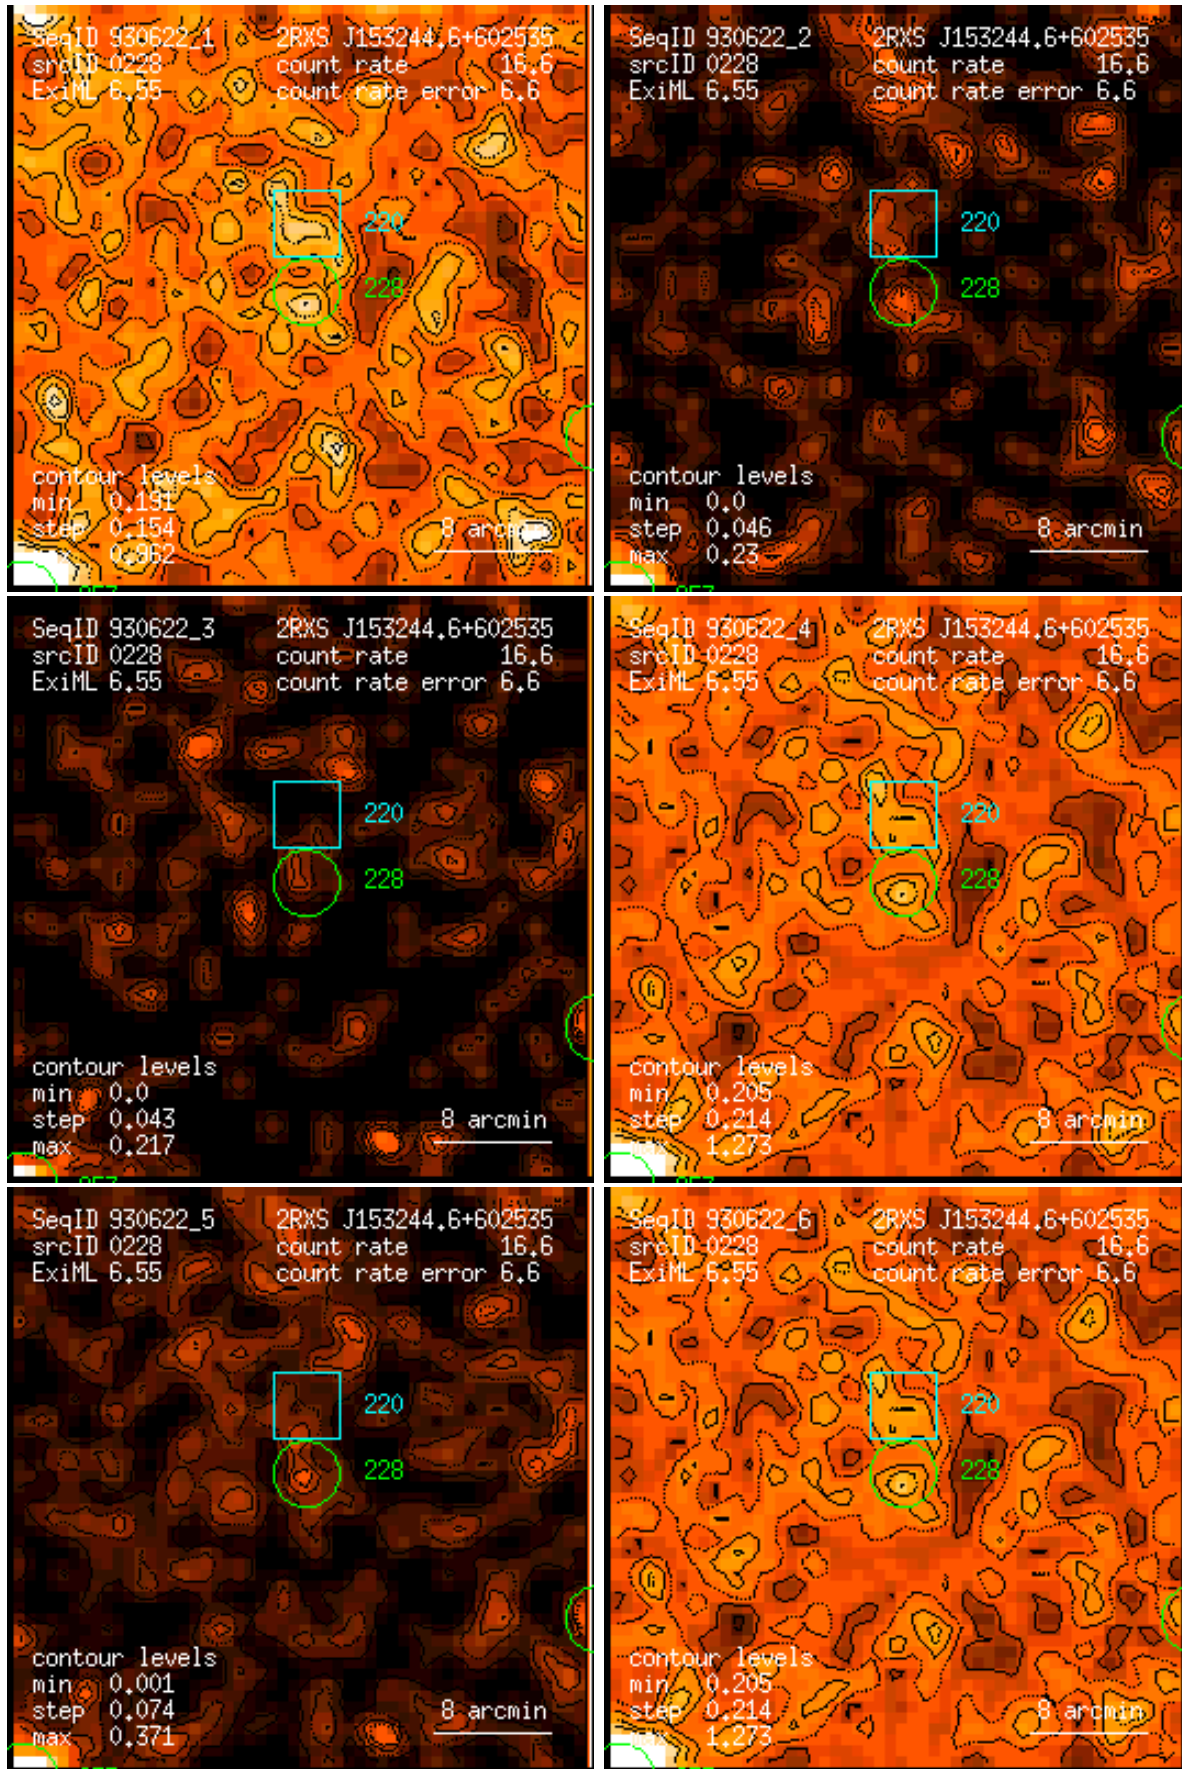 SeqID 930622_1 2RXS J153244.6+602535
srcID 0228 count rate 16.6
ExiML 6.55 count rate error 6.6
220
228
contour levels
min 0.191
step 0.154
0.962
8 arcmin
SeqID 930622_2 2RXS J153244.6+602535
srcID 0228 count rate 16.6
ExiML 6.55 count rate error 6.6
220
228
contour levels
min 0.0
step 0.046
max 0.23
8 arcmin
SeqID 930622_3 2RXS J153244.6+602535
srcID 0228 count rate 16.6
ExiML 6.55 count rate error 6.6
220
228
contour levels
min 0.0
step 0.043
max 0.217
8 arcmin
SeqID 930622_4 2RXS J153244.6+602535
srcID 0228 count rate 16.6
ExiML 6.55 count rate error 6.6
220
228
contour levels
min 0.205
step 0.214
max 1.273
8 arcmin
SeqID 930622_5 2RXS J153244.6+602535
srcID 0228 count rate 16.6
ExiML 6.55 count rate error 6.6
220
228
contour levels
min 0.001
step 0.074
max 0.371
8 arcmin
SeqID 930622_6 2RXS J153244.6+602535
srcID 0228 count rate 16.6
ExiML 6.55 count rate error 6.6
220
228
contour levels
min 0.205
step 0.214
max 1.273
8 arcmin